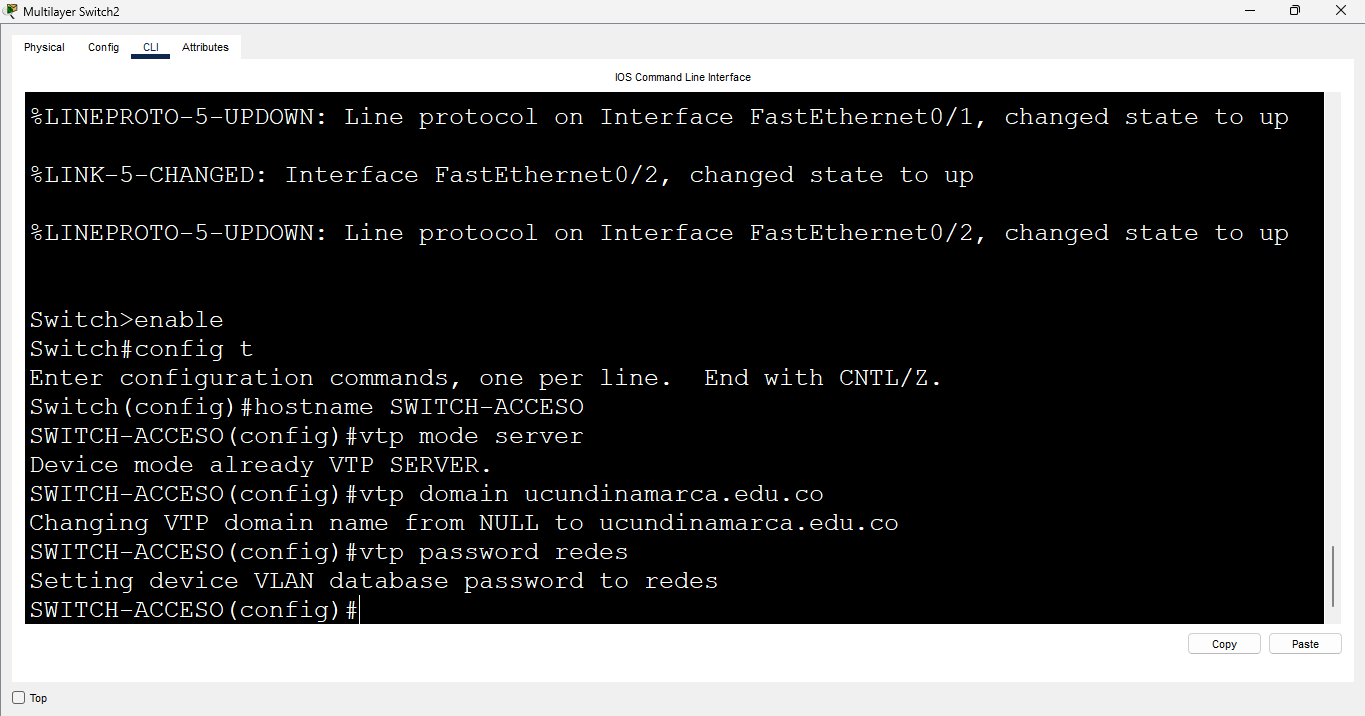 Multilayer Switch2
Physical Config CLI Attributes
IOS Command Line Interface
%LINEPROTO-5-UPDOWN: Line protocol on Interface FastEthernet0/1, changed state to up
%LINK-5-CHANGED: Interface FastEthernet0/2, changed state to up
%LINEPROTO-5-UPDOWN: Line protocol on Interface FastEthernet0/2, changed state to up
Switch>enable
Switch#config t
Enter configuration commands, one per line.  End with CNTL/Z.
Switch(config)#hostname SWITCH-ACCESO
SWITCH-ACCESO(config)#vtp mode server
Device mode already VTP SERVER.
SWITCH-ACCESO(config)#vtp domain ucundinamarca.edu.co
Changing VTP domain name from NULL to ucundinamarca.edu.co
SWITCH-ACCESO(config)#vtp password redes
Setting device VLAN database password to redes
SWITCH-ACCESO(config)#
Copy Paste
Top